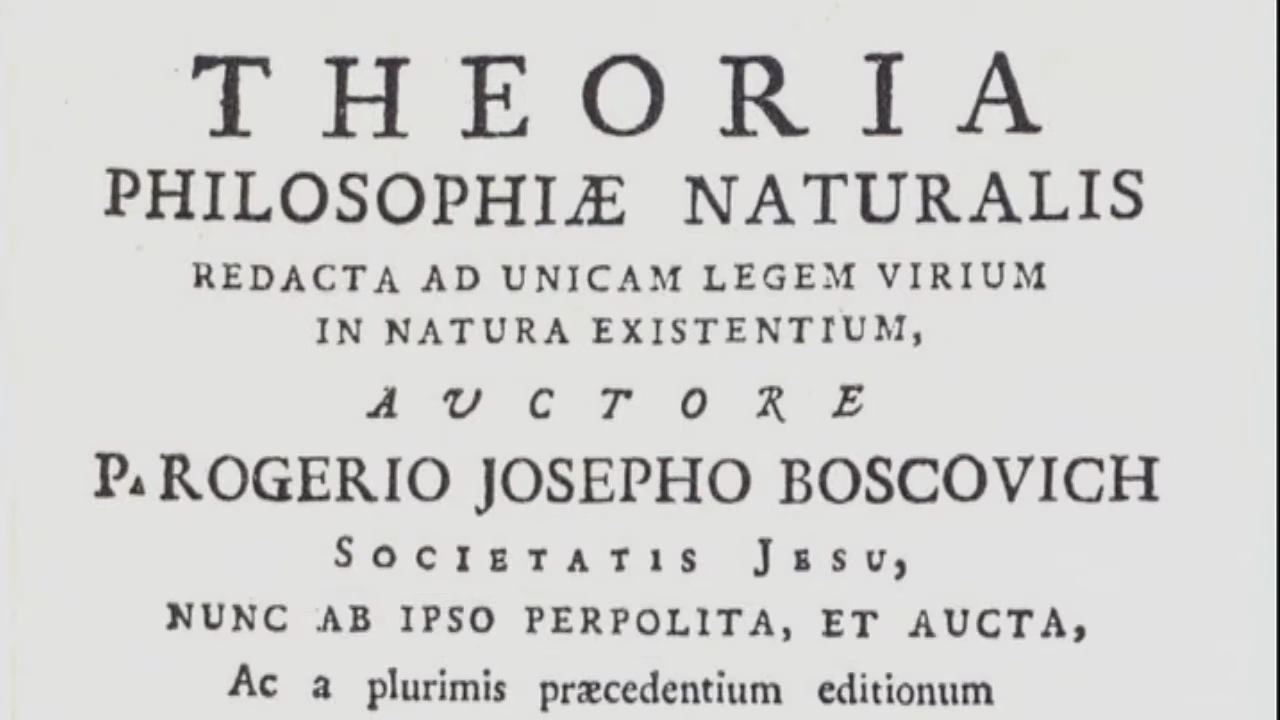 THEORIA
PHILOSOPHIÆ NATURALIS
REDACTA AD UNICAM LEGEM VIRIUM
IN NATURA EXISTENTIUM,
AUCTORE
P. ROGERIO JOSEPHO BOSCOVICH
SOCIETATIS JESU,
NUNC AB IPSO PERPOLITA, ET AUCTA,
Ac a plurimis præcedentium editionum